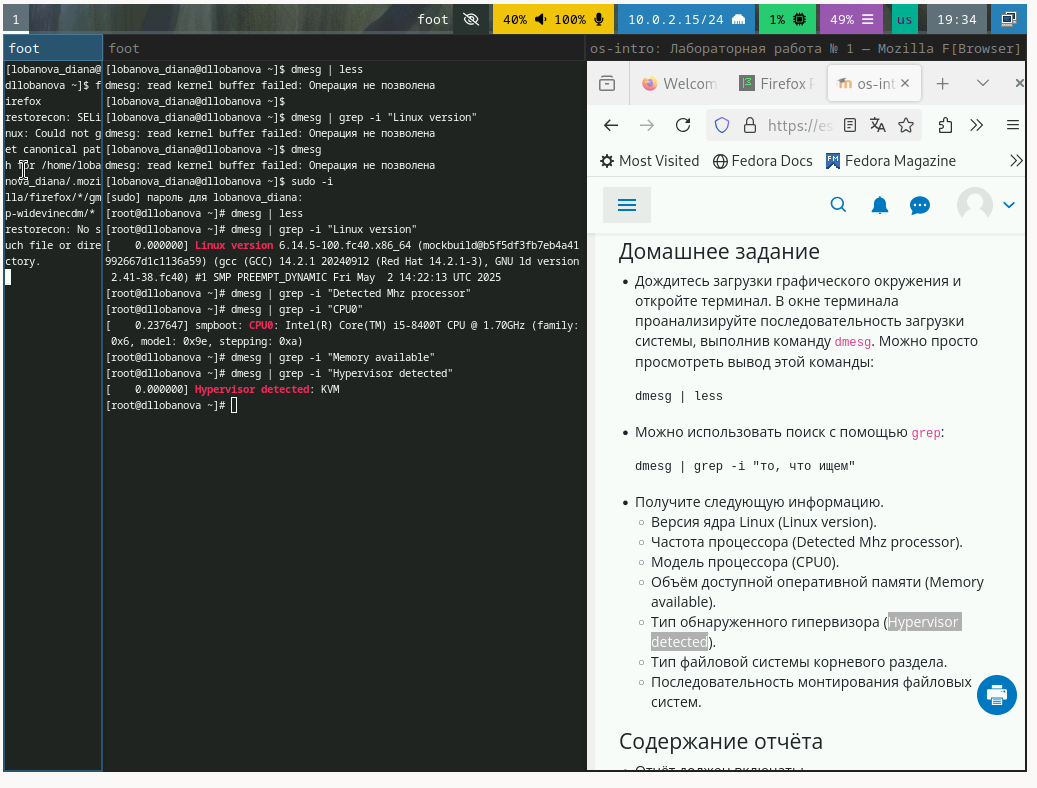 1
foot
40%
100%
10.0.2.15/24
1%
49%
us
19:34
foot
[lobanova_diana@
dllobanova ~]$ f
irefox
restorecon: SELi
nux: Could not g
et canonical pat
h for /home/loba
nova_diana/.mozi
lla/firefox/*/gm
p-widevinecdm/*
restorecon: No s
uch file or dire
ctory.
foot
[lobanova_diana@dllobanova ~]$ dmesg | less
dmesg: read kernel buffer failed: Операция не позволена
[lobanova_diana@dllobanova ~]$
[lobanova_diana@dllobanova ~]$ dmesg | grep -i "Linux version"
dmesg: read kernel buffer failed: Операция не позволена
[lobanova_diana@dllobanova ~]$ dmesg
dmesg: read kernel buffer failed: Операция не позволена
[lobanova_diana@dllobanova ~]$ sudo -i
[sudo] пароль для lobanova_diana:
[root@dllobanova ~]# dmesg | less
[root@dllobanova ~]# dmesg | grep -i "Linux version"
[    0.000000] Linux version 6.14.5-100.fc40.x86_64 (mockbuild@b5f5df3fb7eb4a41
992667d1c1136a59) (gcc (GCC) 14.2.1 20240912 (Red Hat 14.2.1-3), GNU ld version
 2.41-38.fc40) #1 SMP PREEMPT_DYNAMIC Fri May  2 14:22:13 UTC 2025
[root@dllobanova ~]# dmesg | grep -i "Detected Mhz processor"
[root@dllobanova ~]# dmesg | grep -i "CPU0"
[    0.237647] smpboot: CPU0: Intel(R) Core(TM) i5-8400T CPU @ 1.70GHz (family:
 0x6, model: 0x9e, stepping: 0xa)
[root@dllobanova ~]# dmesg | grep -i "Memory available"
[root@dllobanova ~]# dmesg | grep -i "Hypervisor detected"
[    0.000000] Hypervisor detected: KVM
[root@dllobanova ~]#
os-intro: Лабораторная работа № 1 — Mozilla F[Browser]
Welcom
Firefox P
os-int
https://es
Most Visited
Fedora Docs
Fedora Magazine
Домашнее задание
• Дождитесь загрузки графического окружения и
откройте терминал. В окне терминала
проанализируйте последовательность загрузки
системы, выполнив команду dmesg. Можно просто
просмотреть вывод этой команды:
dmesg | less
• Можно использовать поиск с помощью grep:
dmesg | grep -i "то, что ищем"
• Получите следующую информацию.
◦ Версия ядра Linux (Linux version).
◦ Частота процессора (Detected Mhz processor).
◦ Модель процессора (CPU0).
◦ Объём доступной оперативной памяти (Memory
available).
◦ Тип обнаруженного гипервизора (Hypervisor
detected).
◦ Тип файловой системы корневого раздела.
◦ Последовательность монтирования файловых
систем.
Содержание отчёта
• Отчёт должен включать: